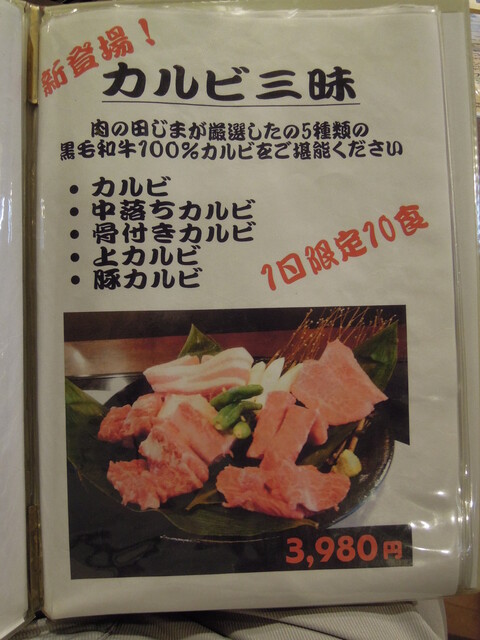 新登場！
カルビ三昧
肉の田じまが厳選したの5種類の
黒毛和牛100%カルビをご堪能ください
• カルビ
• 中落ちカルビ
• 骨付きカルビ
• 上カルビ
• 豚カルビ
1日限定10食
3,980円